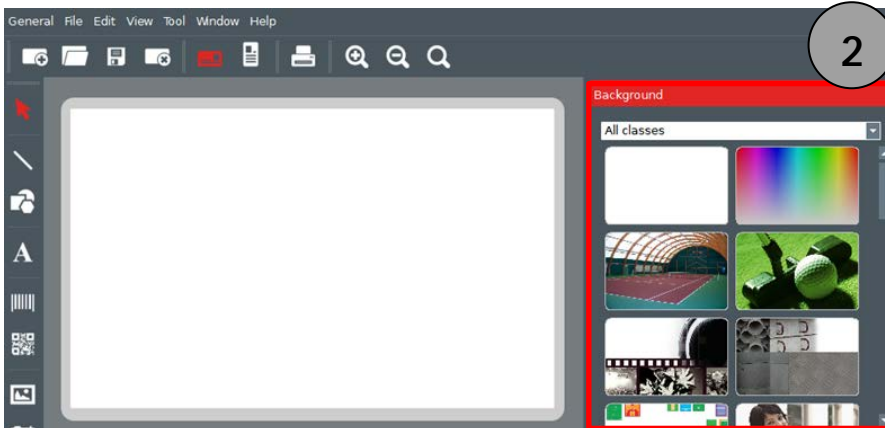 General File Edit View Tool Window Help
2
Background
All classes
A